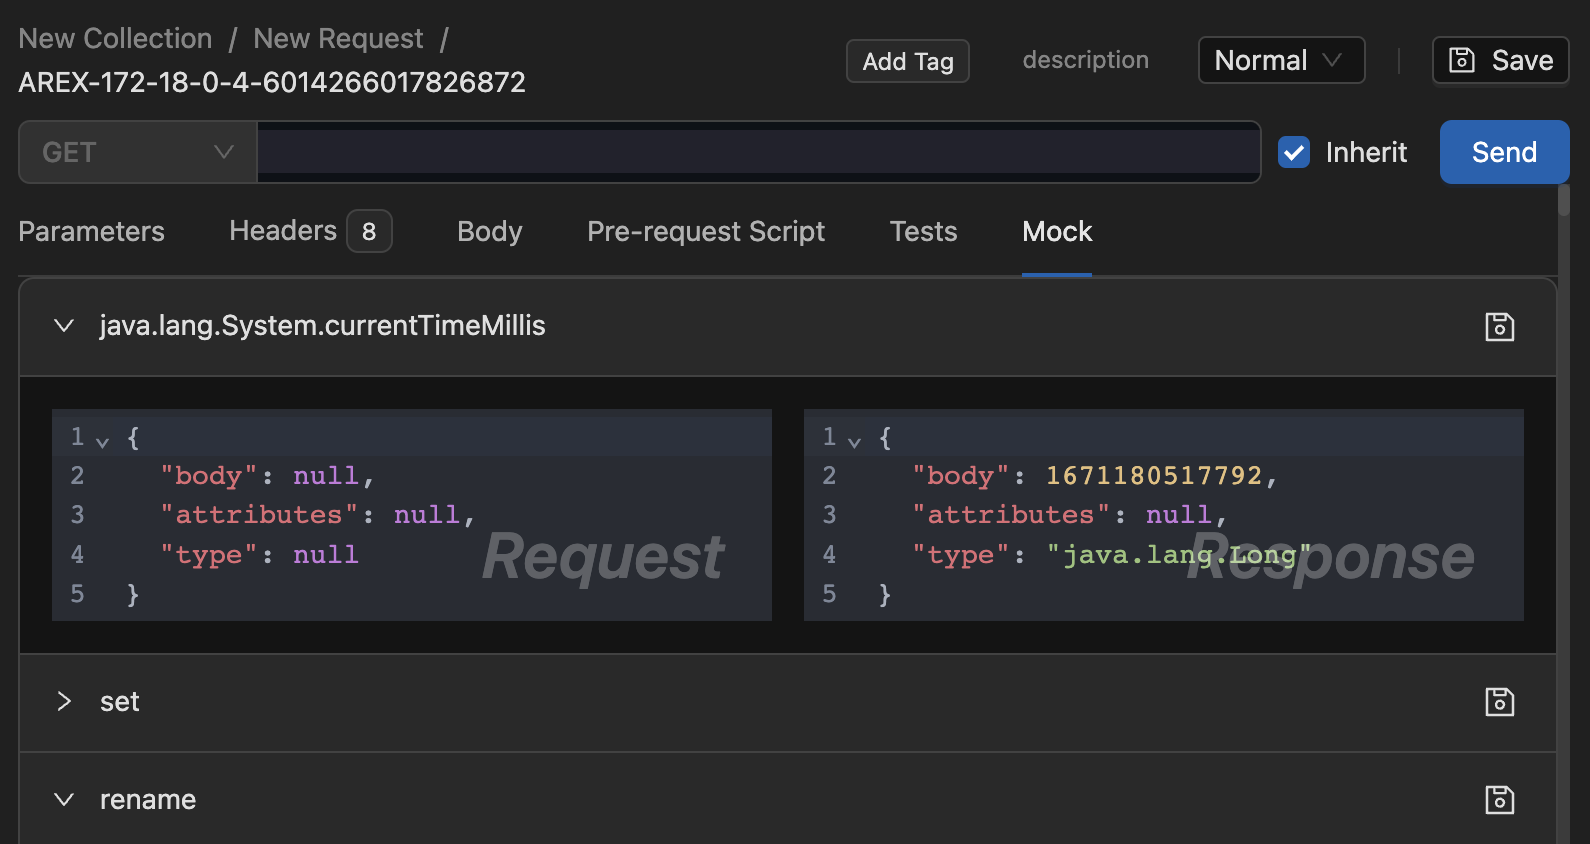 New Collection / New Request /
AREX-172-18-0-4-6014266017826872
Add Tag
description
Normal
Save
GET
Inherit
Send
Parameters
Headers 8
Body
Pre-request Script
Tests
Mock
java.lang.System.currentTimeMillis
1 {
2 "body": null,
3 "attributes": null,
4 "type": null
5 }
Request
1 {
2 "body": 1671180517792,
3 "attributes": null,
4 "type": "java.lang.Long"
5 }
Response
set
rename